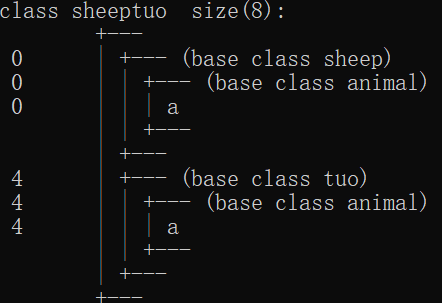 class sheeptuo  size(8):
        +---
 0      | +--- (base class sheep)
 0      | | +--- (base class animal)
 0      | | | a
        | | +---
        | +---
 4      | +--- (base class tuo)
 4      | | +--- (base class animal)
 4      | | | a
        | | +---
        | +---
        +---